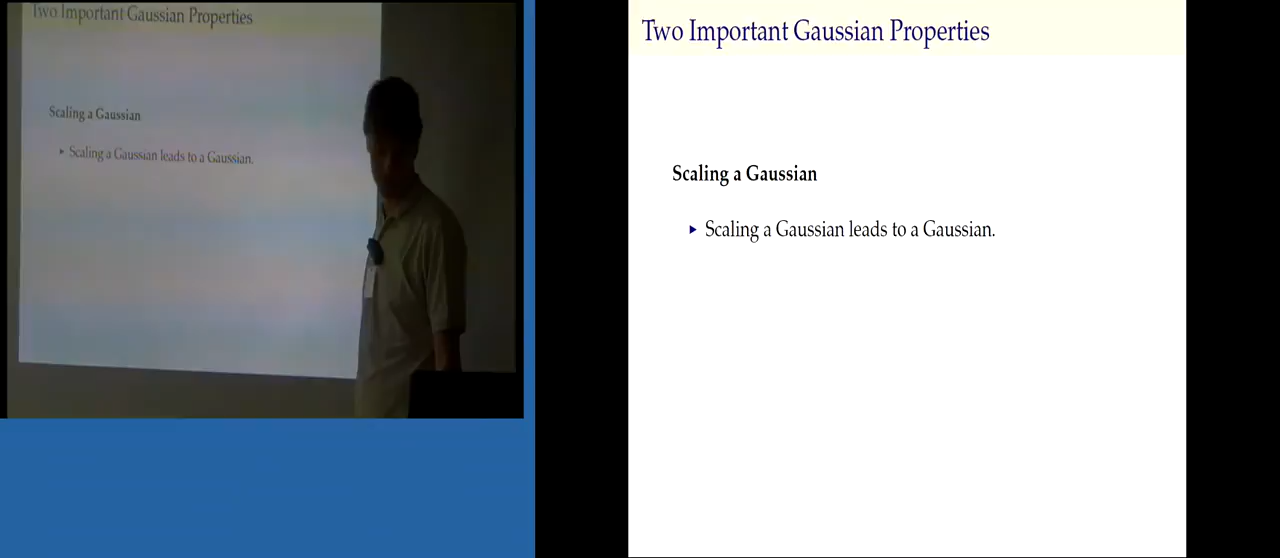 Two Important Gaussian Properties
Scaling a Gaussian
▸ Scaling a Gaussian leads to a Gaussian.
Two Important Gaussian Properties
Scaling a Gaussian
▸ Scaling a Gaussian leads to a Gaussian.